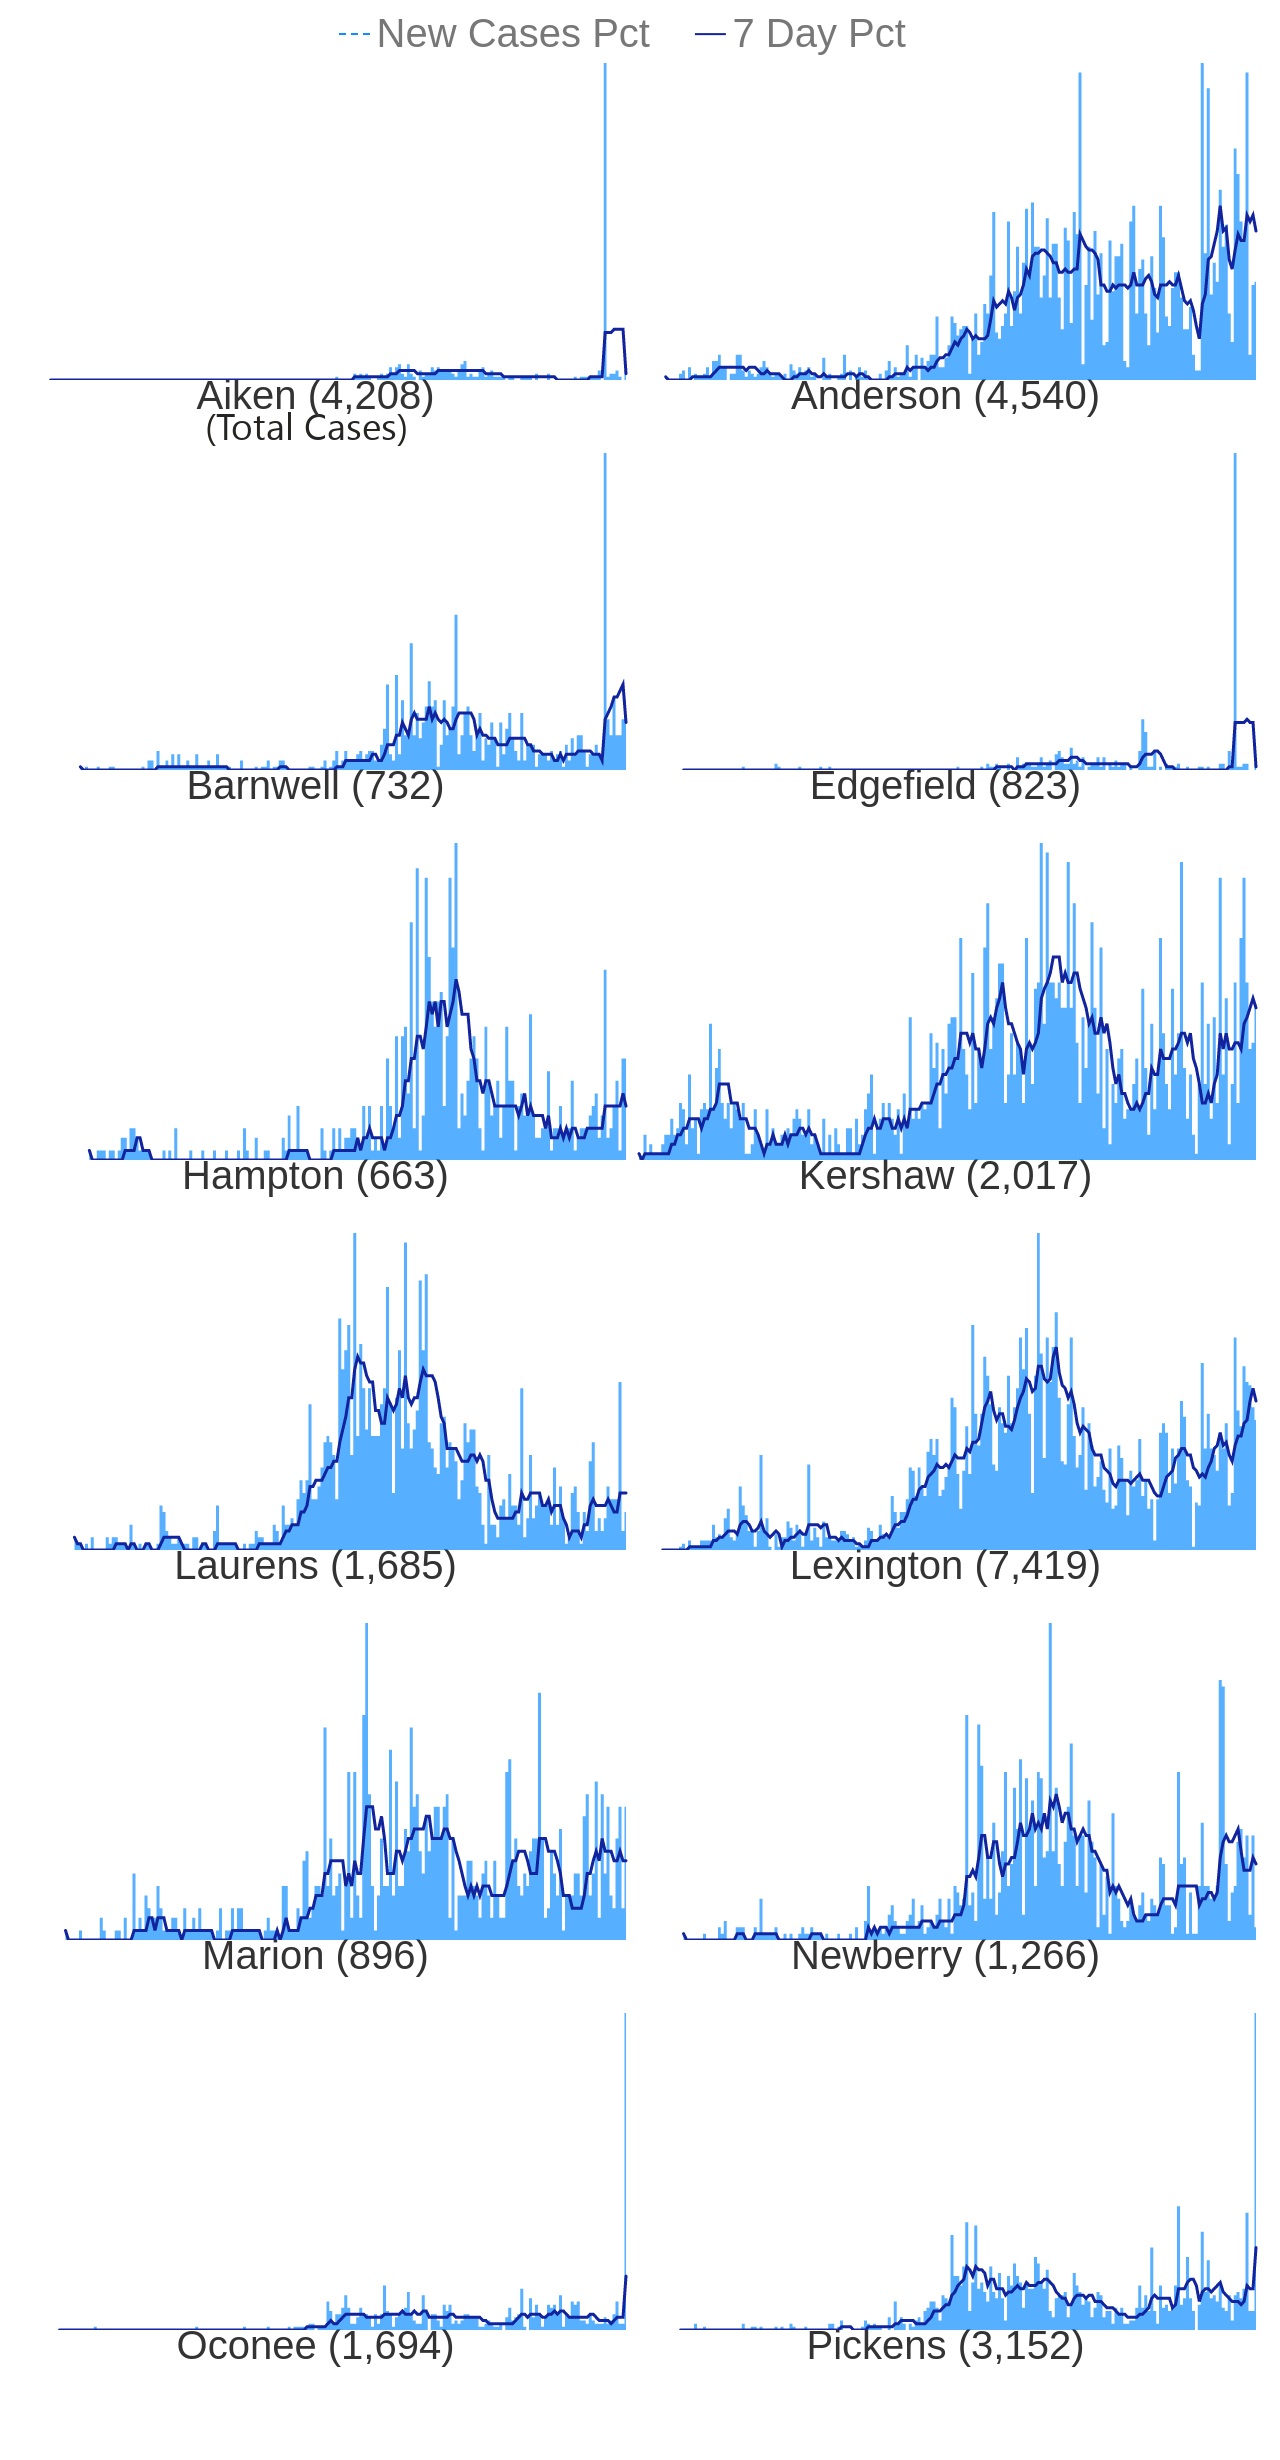 New Cases Pct 7 Day Pct
Aiken (4,208) Anderson (4,540)
(Total Cases)
Barnwell (732) Edgefield (823)
Hampton (663) Kershaw (2,017)
Laurens (1,685) Lexington (7,419)
Marion (896) Newberry (1,266)
Oconee (1,694) Pickens (3,152)